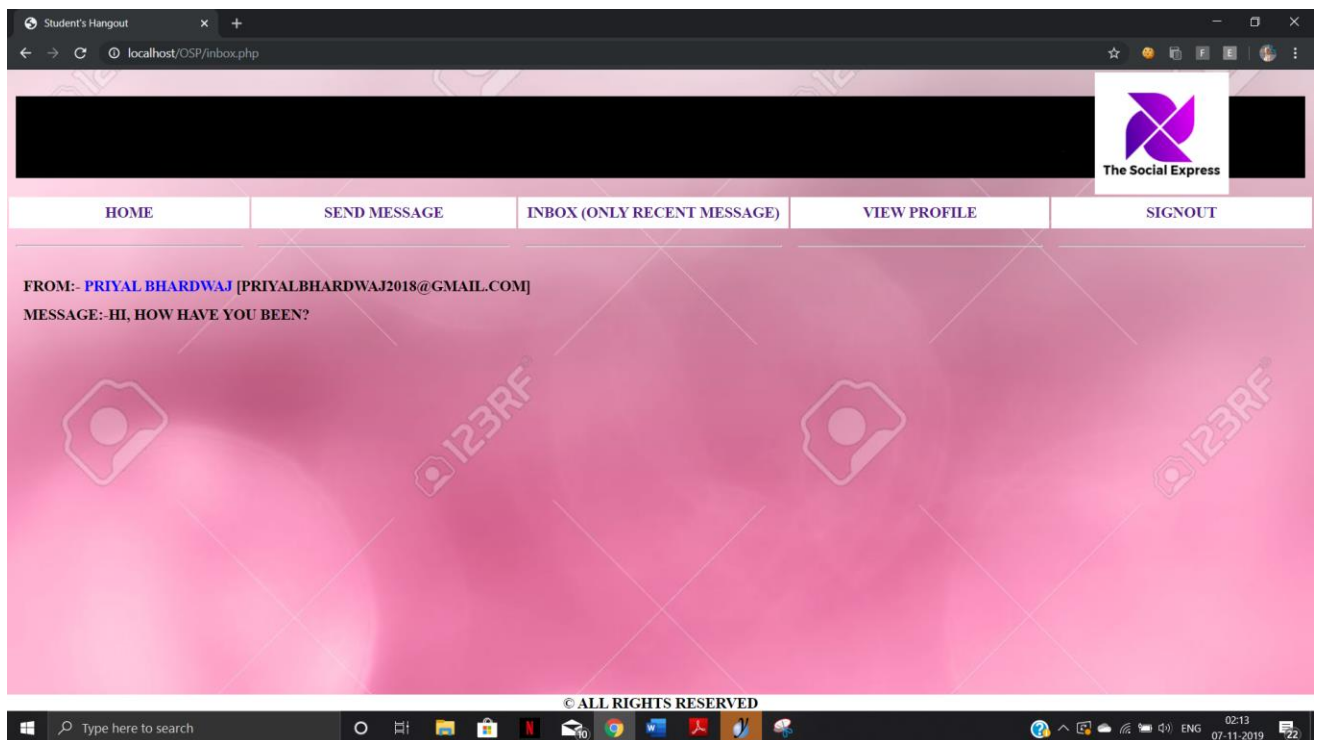 Student's Hangout
localhost/OSP/inbox.php
The Social Express
HOME SEND MESSAGE INBOX (ONLY RECENT MESSAGE) VIEW PROFILE SIGNOUT
FROM:- PRIYAL BHARDWAJ [PRIYALBHARDWAJ2018@GMAIL.COM]
MESSAGE:-HI, HOW HAVE YOU BEEN?
123RF
123RF
© ALL RIGHTS RESERVED
Type here to search
10
ENG
02:13
07-11-2019
22